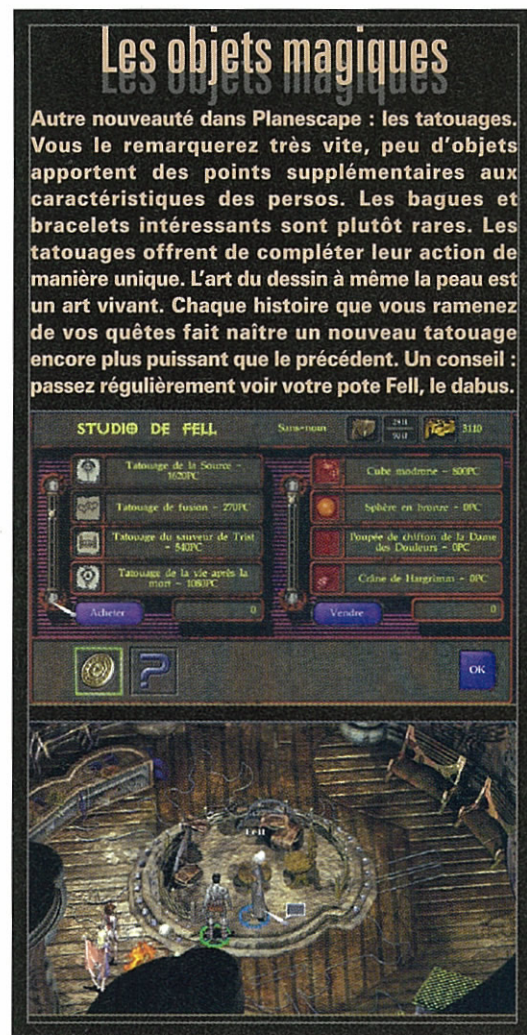 Les objets magiques
Autre nouveauté dans Planescape : les tatouages.
Vous le remarquerez très vite, peu d'objets
apportent des points supplémentaires aux
caractéristiques des persos. Les bagues et
bracelets intéressants sont plutôt rares. Les
tatouages offrent de compléter leur action de
manière unique. L'art du dessin à même la peau est
un art vivant. Chaque histoire que vous ramenez
de vos quêtes fait naître un nouveau tatouage
encore plus puissant que le précédent. Un conseil :
passez régulièrement voir votre pote Fell, le dabus.
STUDIO DE FELL
Sans-nom
3110
Tatouage de la Source -
1620PC
Tatouage de fusion - 270PC
Tatouage du sauveur de Trist
- 540PC
Tatouage de la vie après la
mort - 1080PC
Acheter
0
Cube modrone - 800PC
Sphère en bronze - 0PC
Poupée de chiffon de la Dame
des Douleurs - 0PC
Crâne de Hargrimm - 0PC
Vendre
0
OK
Fell